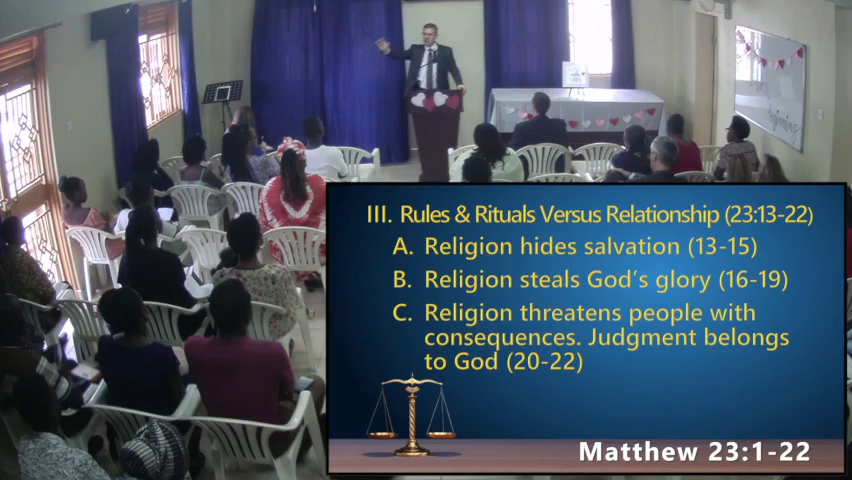 III. Rules & Rituals Versus Relationship (23:13-22)
A. Religion hides salvation (13-15)
B. Religion steals God's glory (16-19)
C. Religion threatens people with
consequences. Judgment belongs
to God (20-22)
Matthew 23:1-22